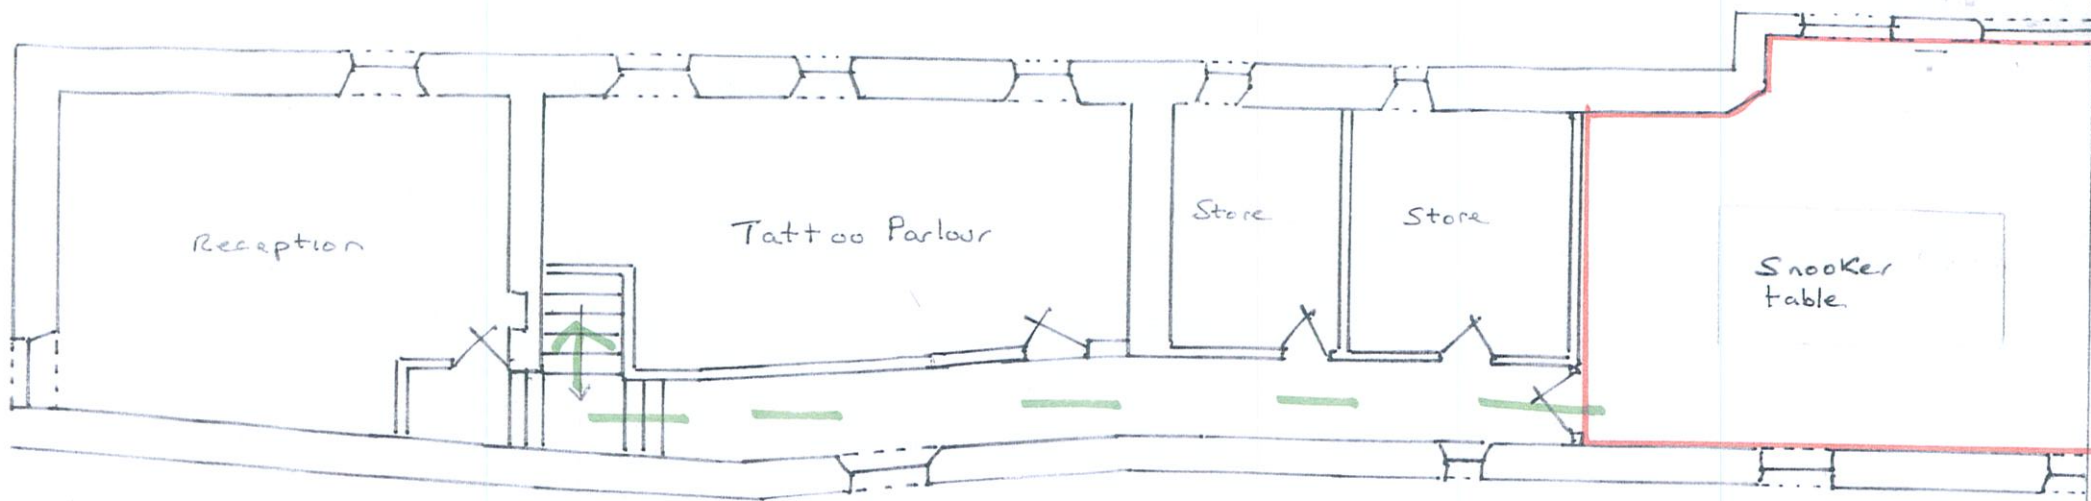 Reception
Tattoo Parlour
Store
Store
Snooker
table